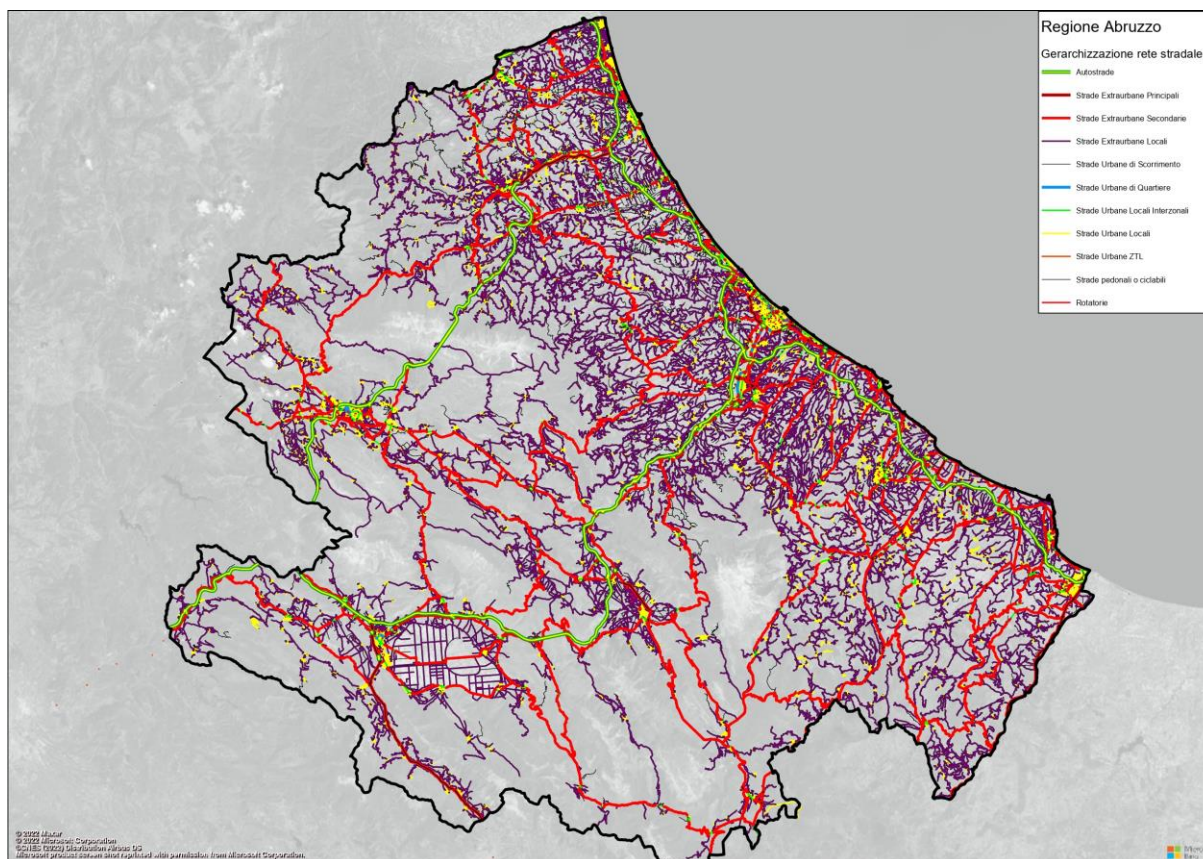 Regione Abruzzo
Gerarchizzazione rete stradale
Autostrade
Strade Extraurbane Principali
Strade Extraurbane Secondarie
Strade Extraurbane Locali
Strade Urbane di Scorrimento
Strade Urbane di Quartiere
Strade Urbane Locali Interzonali
Strade Urbane Locali
Strade Urbane ZTL
Strade pedonali o ciclabili
Rotatorie
© 2022 Maxar
© 2022 Microsoft Corporation
©CNES (2022) Distribution Airbus DS
Microsoft product screen shot reprinted with permission from Microsoft Corporation.